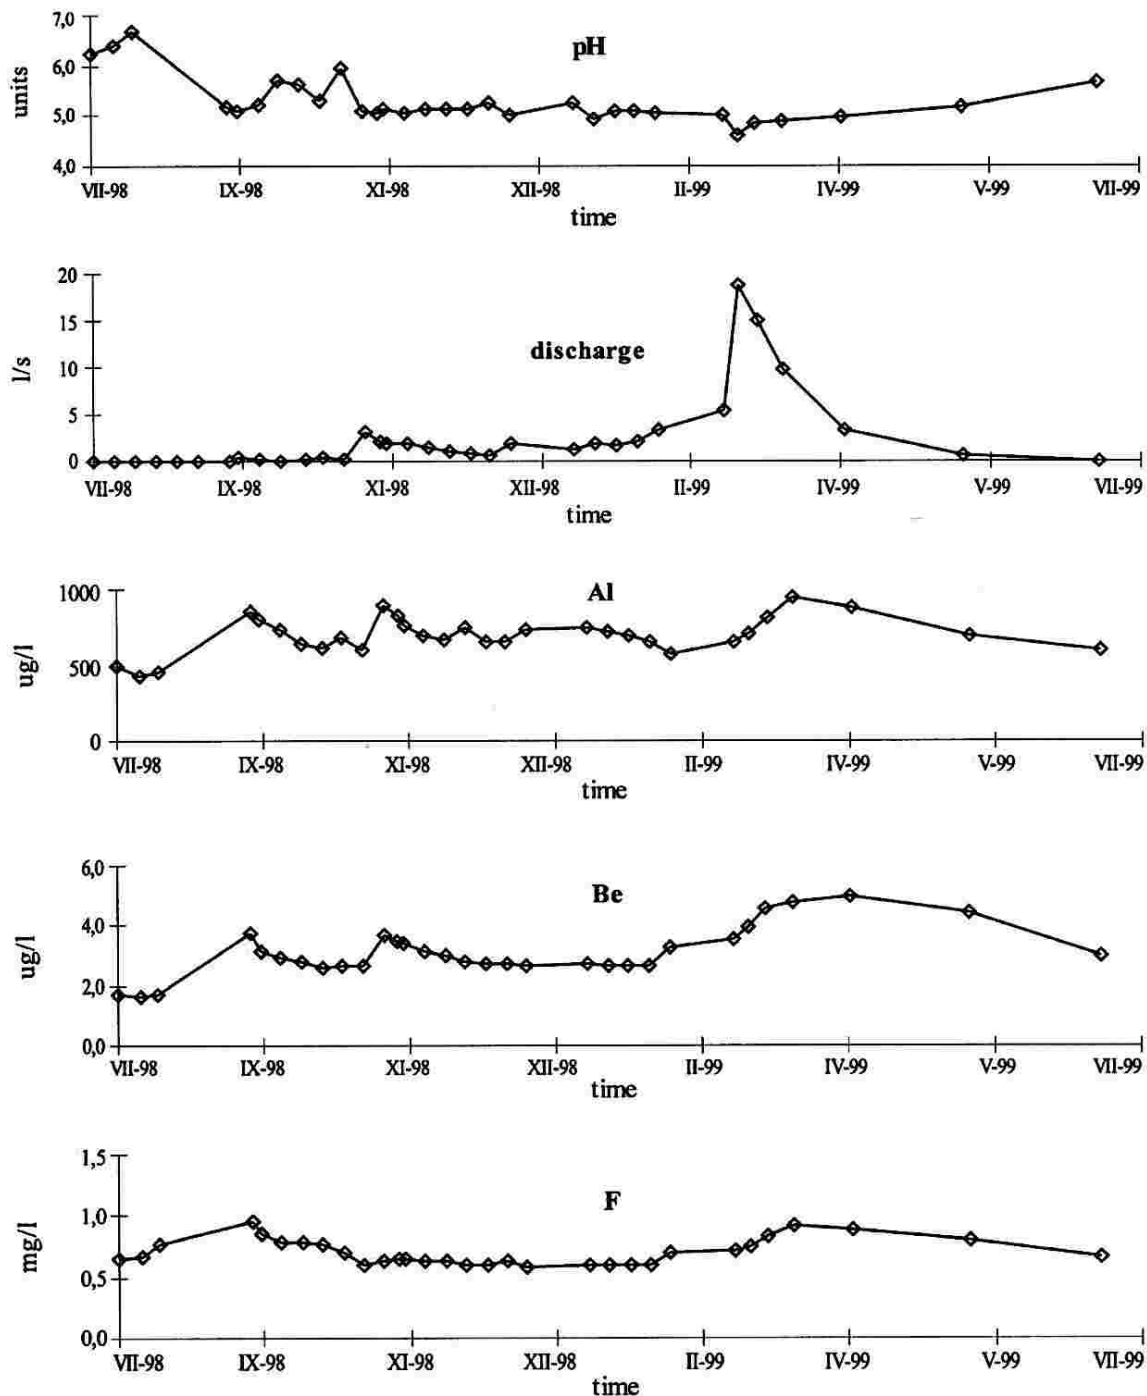 7,0
pH
6,0
units
5,0
4,0
VII-98 IX-98 XI-98 XII-98 II-99 IV-99 V-99 VII-99
time
20
15
discharge
l/s
10
5
0
VII-98 IX-98 XI-98 XII-98 II-99 IV-99 V-99 VII-99
time
1000
Al
ug/l
500
0
VII-98 IX-98 XI-98 XII-98 II-99 IV-99 V-99 VII-99
time
6,0
Be
4,0
ug/l
2,0
0,0
VII-98 IX-98 XI-98 XII-98 II-99 IV-99 V-99 VII-99
time
1,5
F
1,0
mg/l
0,5
0,0
VII-98 IX-98 XI-98 XII-98 II-99 IV-99 V-99 VII-99
time